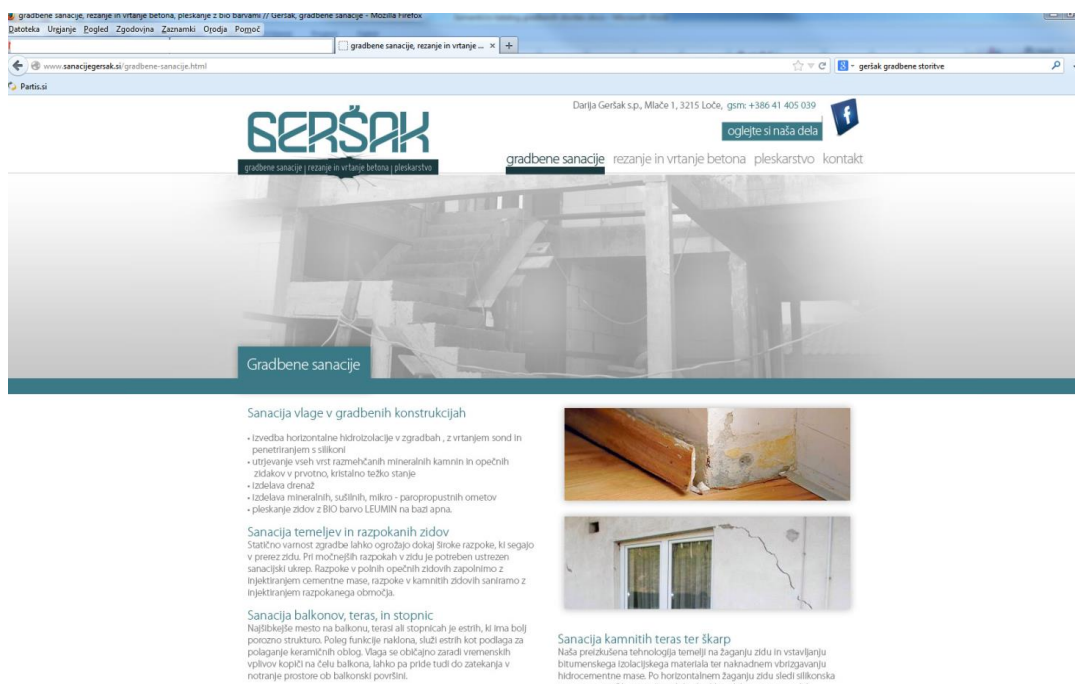 gradbene sanacije, rezanje in vrtanje betona, pleskanje z bio barvami // Geršak, gradbene sanacije - Mozilla Firefox
Datoteka Urejanje Pogled Zgodovina Zaznamki Orodja Pomoč
gradbene sanacije, rezanje in vrtanje ... × +
www.sanacijegersak.si/gradbene-sanacije.html
geršak gradbene storitve
Partis.si
Darija Geršak s.p., Mlače 1, 3215 Loče, gsm: +386 41 405 039
f
GERŠAK
oglejte si naša dela
gradbene sanacije | rezanje in vrtanje betona | pleskarstvo
gradbene sanacije rezanje in vrtanje betona pleskarstvo kontakt
Gradbene sanacije
Sanacija vlage v gradbenih konstrukcijah
• izvedba horizontalne hidroizolacije v zgradbah , z vrtanjem sond in
penetriranjem s silikoni
• utrjevanje vseh vrst razmehčanih mineralnih kamnin in opečnih
zidakov v prvotno, kristalno težko stanje
• izdelava drenaž
• izdelava mineralnih, sušilnih, mikro - paropropustnih ometov
• pleskanje zidov z BIO barvo LEUMIN na bazi apna.
Sanacija temeljev in razpokanih zidov
Statično varnost zgradbe lahko ogrožajo dokaj široke razpoke, ki segajo
v prerez zidu. Pri močnejših razpokah v zidu je potreben ustrezen
sanacijski ukrep. Razpoke v polnih opečnih zidovih zapolnimo z
injektiranjem cementne mase, razpoke v kamnitih zidovih saniramo z
injektiranjem razpokanega območja.
Sanacija balkonov, teras, in stopnic
Najšibkejše mesto na balkonu, terasi ali stopnicah je estrih, ki ima bolj
porozno strukturo. Poleg funkcije naklona, služi estrih kot podlaga za
polaganje keramičnih oblog. Vlaga se običajno zaradi vremenskih
vplivov kopiči na čelu balkona, lahko pa pride tudi do zatekanja v
notranje prostore ob balkonski površini.
Sanacija kamnitih teras ter škarp
Naša preizkušena tehnologija temelji na žaganju zidu in vstavljanju
bitumenskega izolacijskega materiala ter naknadnem vbrizgavanju
hidrocementne mase. Po horizontalnem žaganju zidu sledi silikonska